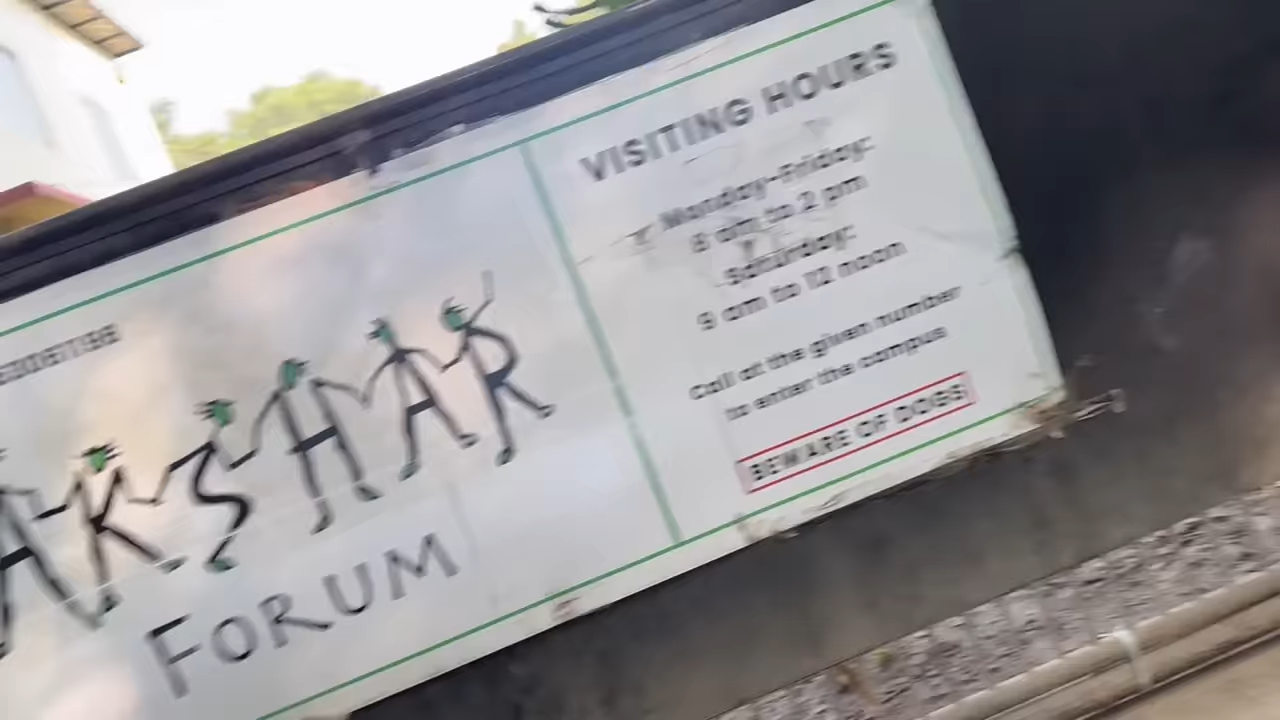 AKSHAR
FORUM
VISITING HOURS
Monday-Friday:
8 am to 2 pm
Saturday:
9 am to 12 noon
Call at the given number
to enter the campus
BEWARE OF DOGS